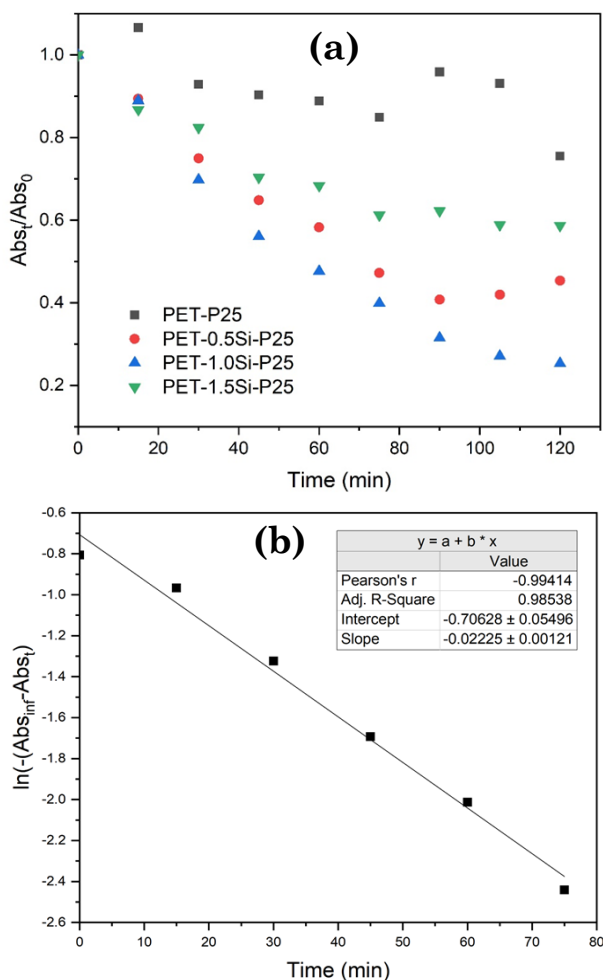 (a)
Abst/Abs0
1.0
0.8
0.6
0.4
0.2
PET-P25
PET-0.5Si-P25
PET-1.0Si-P25
PET-1.5Si-P25
0 20 40 60 80 100 120
Time (min)
(b)
ln(-(Absinf-Abst)
-0.6
-0.8
-1.0
-1.2
-1.4
-1.6
-1.8
-2.0
-2.2
-2.4
-2.6
y = a + b * x
Value
Pearson's r -0.99414
Adj. R-Square 0.98538
Intercept -0.70628 ± 0.05496
Slope -0.02225 ± 0.00121
0 10 20 30 40 50 60 70 80
Time (min)